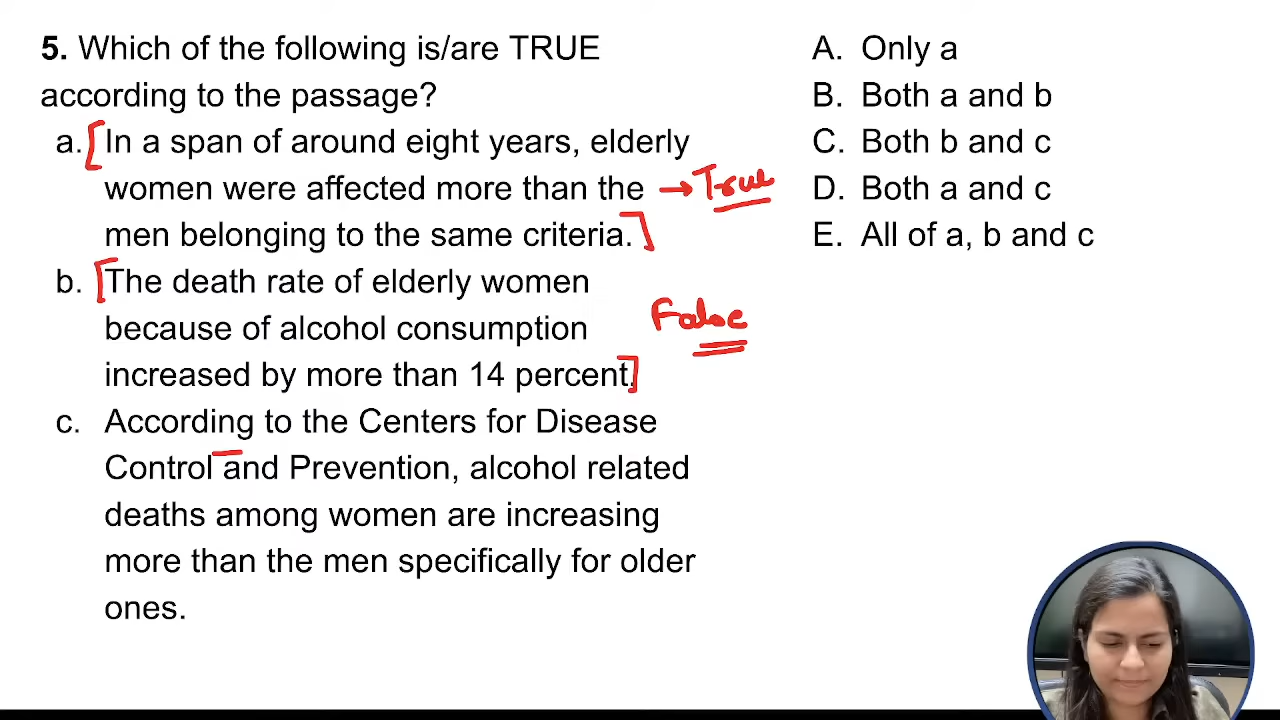 5. Which of the following is/are TRUE
according to the passage?
a. In a span of around eight years, elderly
women were affected more than the → True
men belonging to the same criteria.
b. The death rate of elderly women
because of alcohol consumption
False
increased by more than 14 percent.
c. According to the Centers for Disease
Control and Prevention, alcohol related
deaths among women are increasing
more than the men specifically for older
ones.
A. Only a
B. Both a and b
C. Both b and c
D. Both a and c
E. All of a, b and c